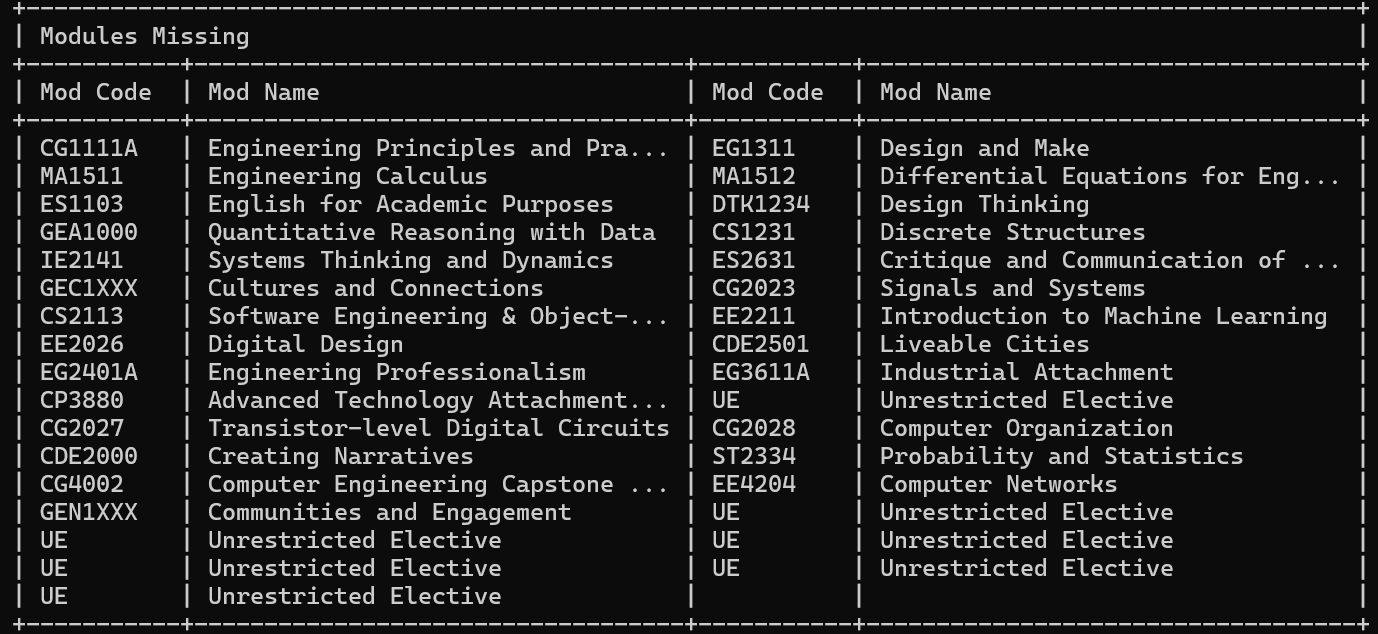 Modules Missing
Mod Code | Mod Name | Mod Code | Mod Name
CG1111A | Engineering Principles and Pra... | EG1311 | Design and Make
MA1511 | Engineering Calculus | MA1512 | Differential Equations for Eng...
ES1103 | English for Academic Purposes | DTK1234 | Design Thinking
GEA1000 | Quantitative Reasoning with Data | CS1231 | Discrete Structures
IE2141 | Systems Thinking and Dynamics | ES2631 | Critique and Communication of ...
GEC1XXX | Cultures and Connections | CG2023 | Signals and Systems
CS2113 | Software Engineering & Object-... | EE2211 | Introduction to Machine Learning
EE2026 | Digital Design | CDE2501 | Liveable Cities
EG2401A | Engineering Professionalism | EG3611A | Industrial Attachment
CP3880 | Advanced Technology Attachment... | UE | Unrestricted Elective
CG2027 | Transistor-level Digital Circuits | CG2028 | Computer Organization
CDE2000 | Creating Narratives | ST2334 | Probability and Statistics
CG4002 | Computer Engineering Capstone ... | EE4204 | Computer Networks
GEN1XXX | Communities and Engagement | UE | Unrestricted Elective
UE | Unrestricted Elective | UE | Unrestricted Elective
UE | Unrestricted Elective | UE | Unrestricted Elective
UE | Unrestricted Elective